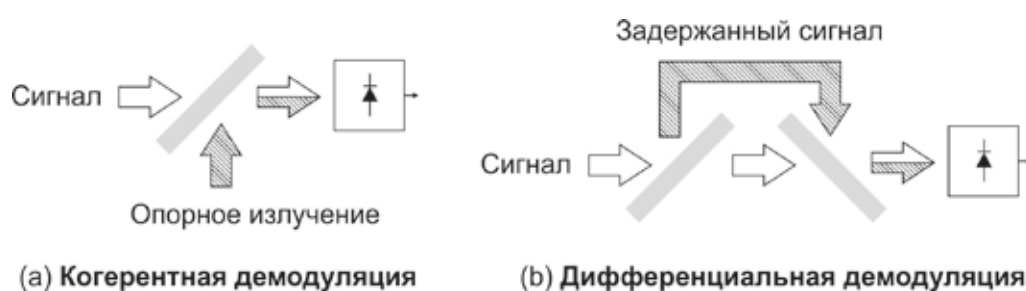 Сигнал
Опорное излучение
(a) Когерентная демодуляция
Задержанный сигнал
Сигнал
(b) Дифференциальная демодуляция